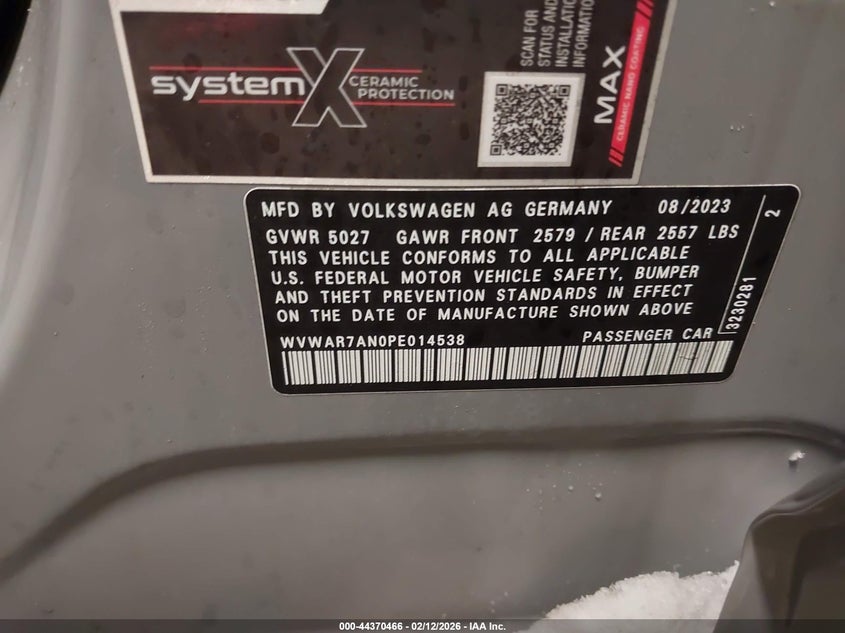 system X CERAMIC PROTECTION
SCAN FOR
STATUS AND
INSTALLATION
INFORMATION
MAX
CERAMIC NANO COATING
MFD BY VOLKSWAGEN AG GERMANY 08/2023
GVWR 5027 GAWR FRONT 2579 / REAR 2557 LBS
THIS VEHICLE CONFORMS TO ALL APPLICABLE
U.S. FEDERAL MOTOR VEHICLE SAFETY, BUMPER
AND THEFT PREVENTION STANDARDS IN EFFECT
ON THE DATE OF MANUFACTURE SHOWN ABOVE
WVWAR7AN0PE014538 PASSENGER CAR
3230281
2
000-44370466 - 02/12/2026 - IAA Inc.